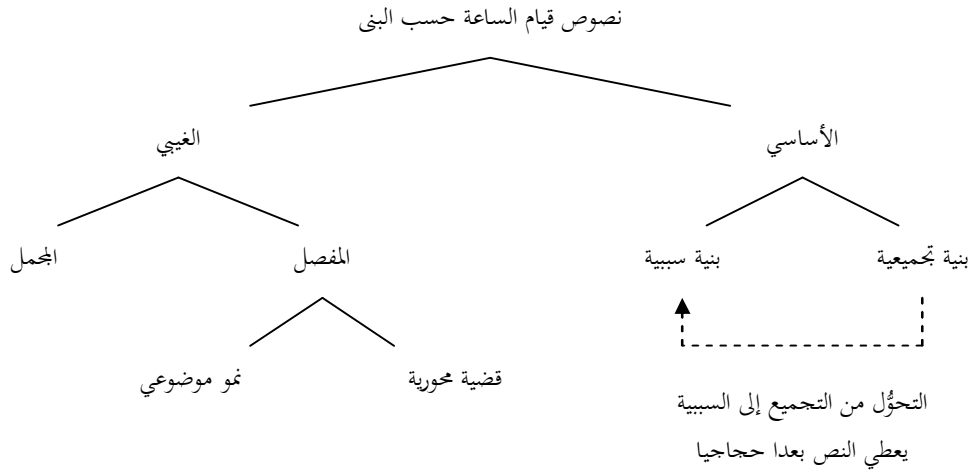 نصوص قيام الساعة حسب البنى
الأساسي
الغيبي
بنية تجميعية
بنية سببية
المفصل
المجمل
قضية محورية
نمو موضوعي
التحوُّل من التجميع إلى السببية
يعطي النص بعدا حجاجيا